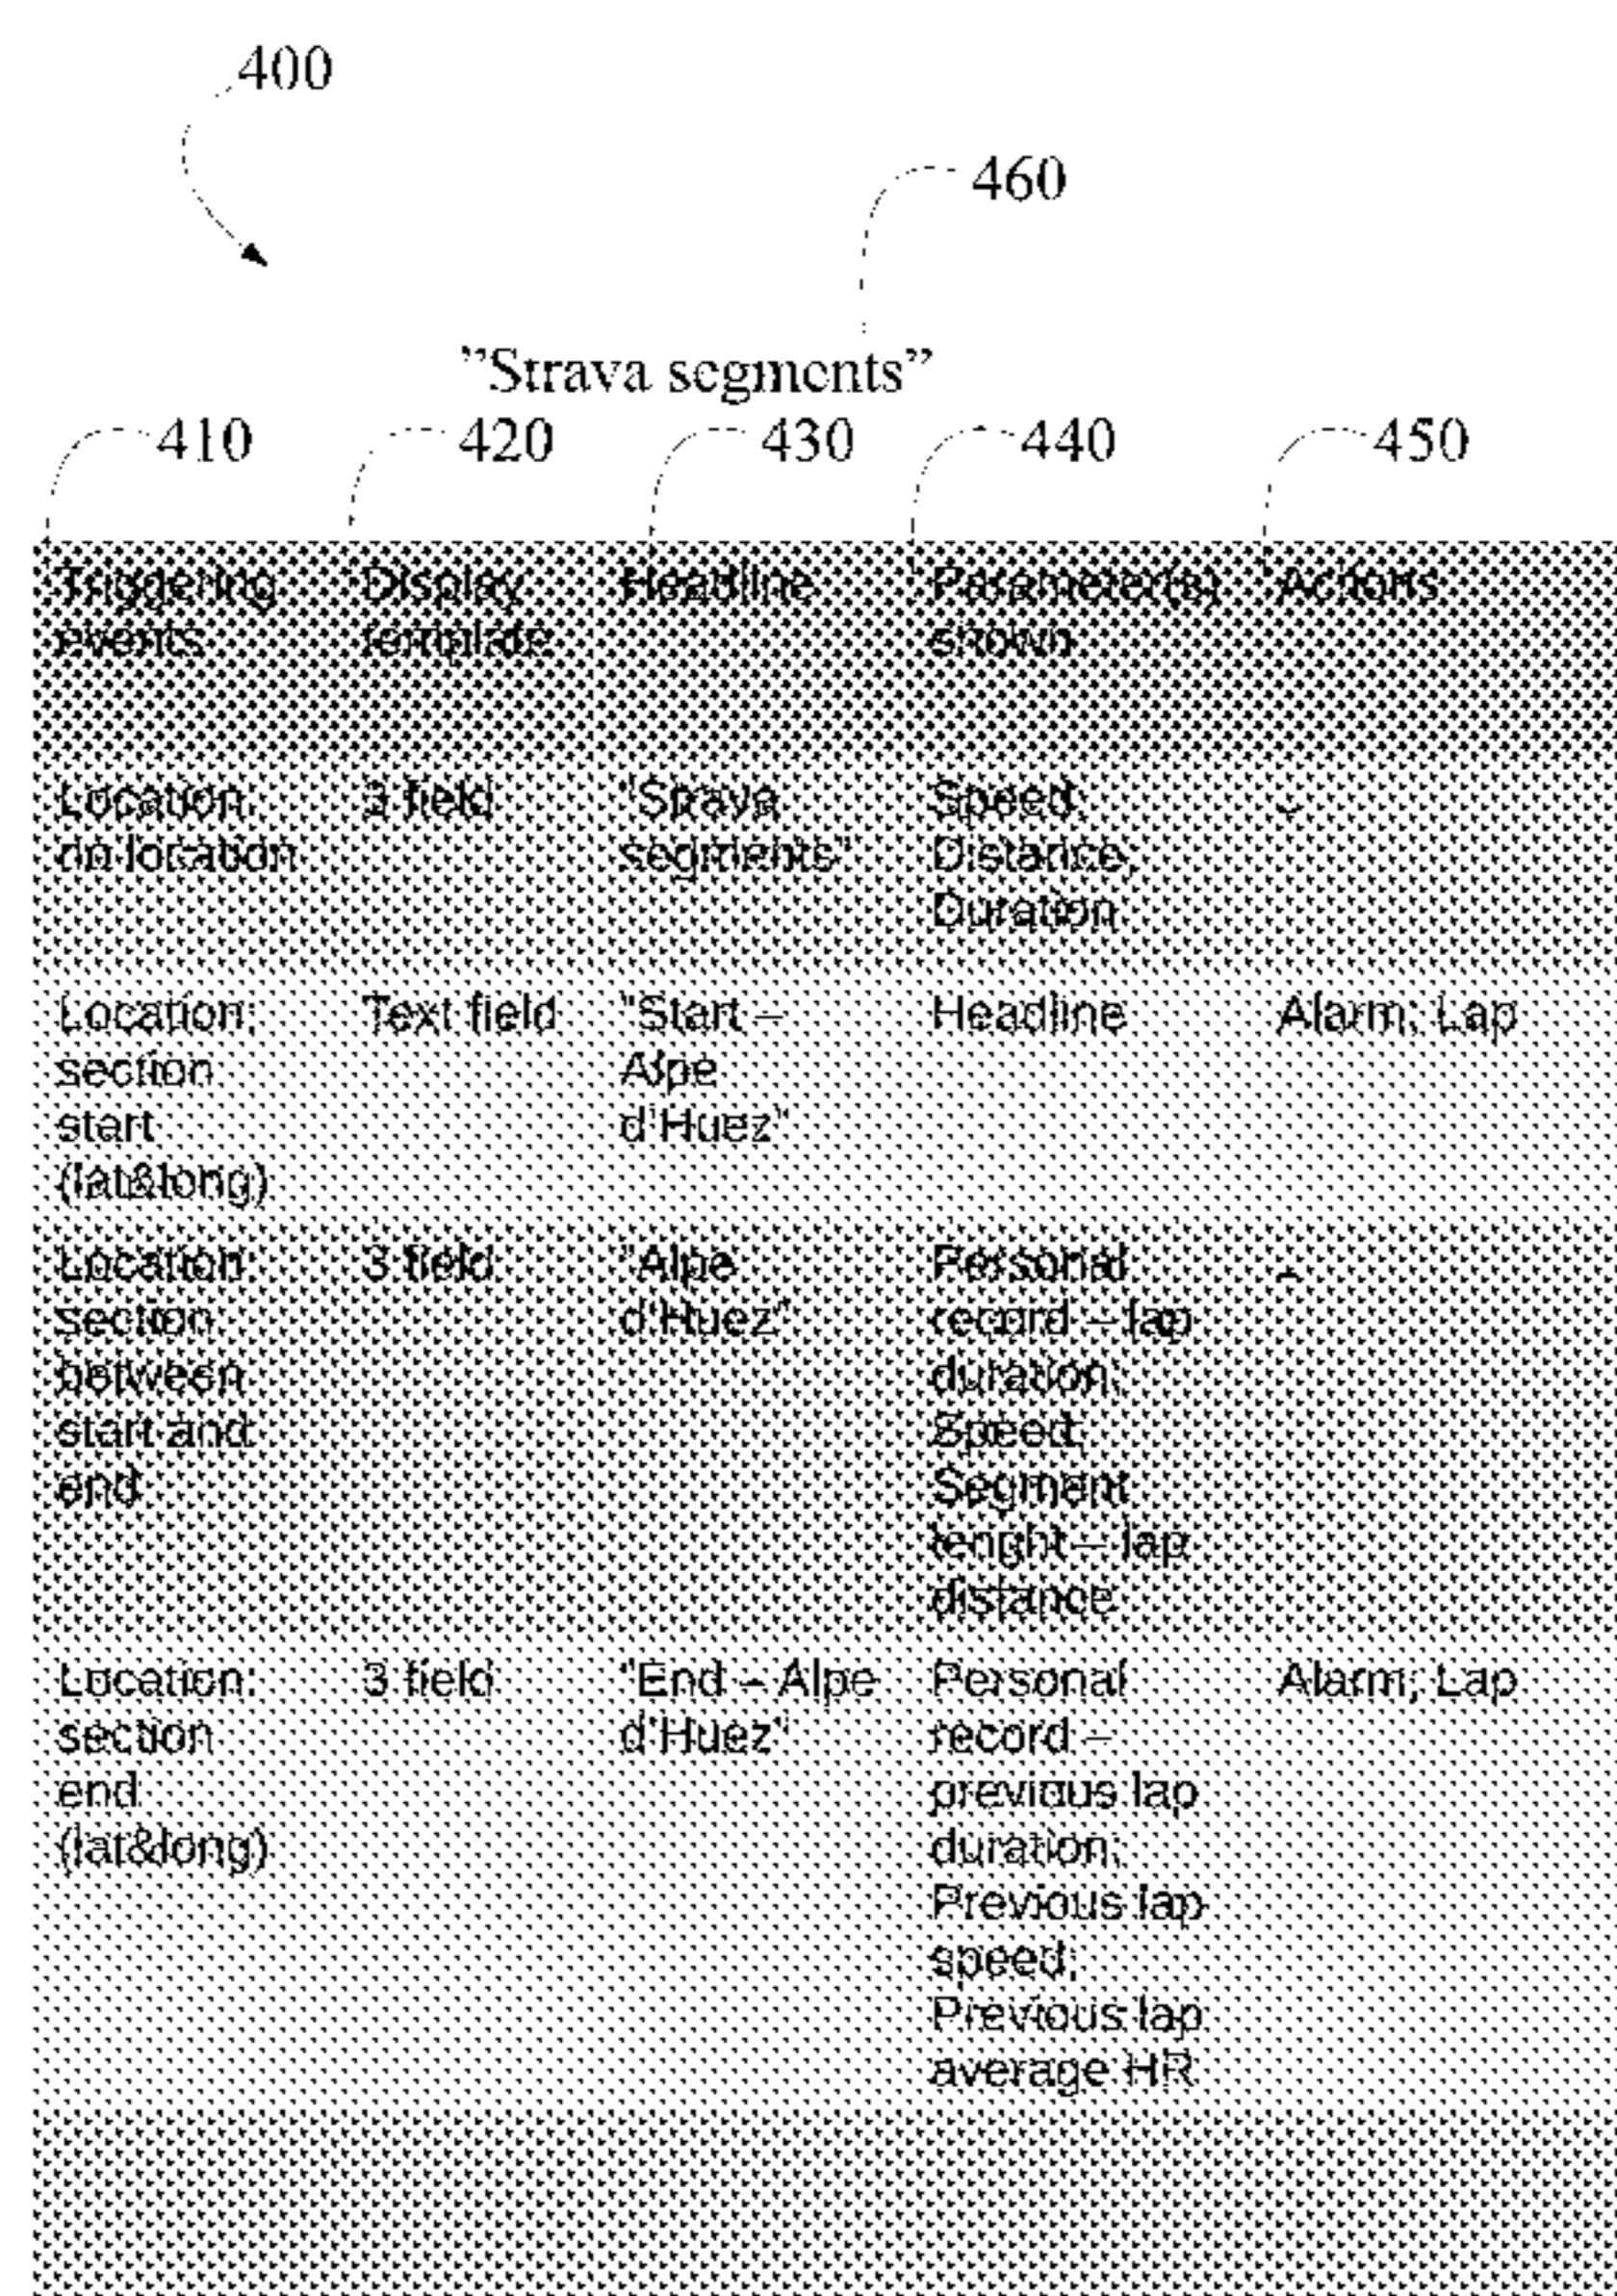 400
460
"Strava segments"
410 420 430 440 450
Triggering events
Display template
Headline
Parameter(s) shown
Actions
Location: no location
3 field
"Strava segments"
Speed; Distance; Duration
-
Location: section start (lat&long)
Text field
"Start – Alpe d'Huez"
Headline
Alarm; Lap
Location: section between start and end
3 field
"Alpe d'Huez"
Personal record – lap duration; Speed; Segment lenght – lap distance
-
Location: section end (lat&long)
3 field
"End – Alpe d'Huez"
Personal record – previous lap duration; Previous lap speed; Previous lap average HR
Alarm; Lap